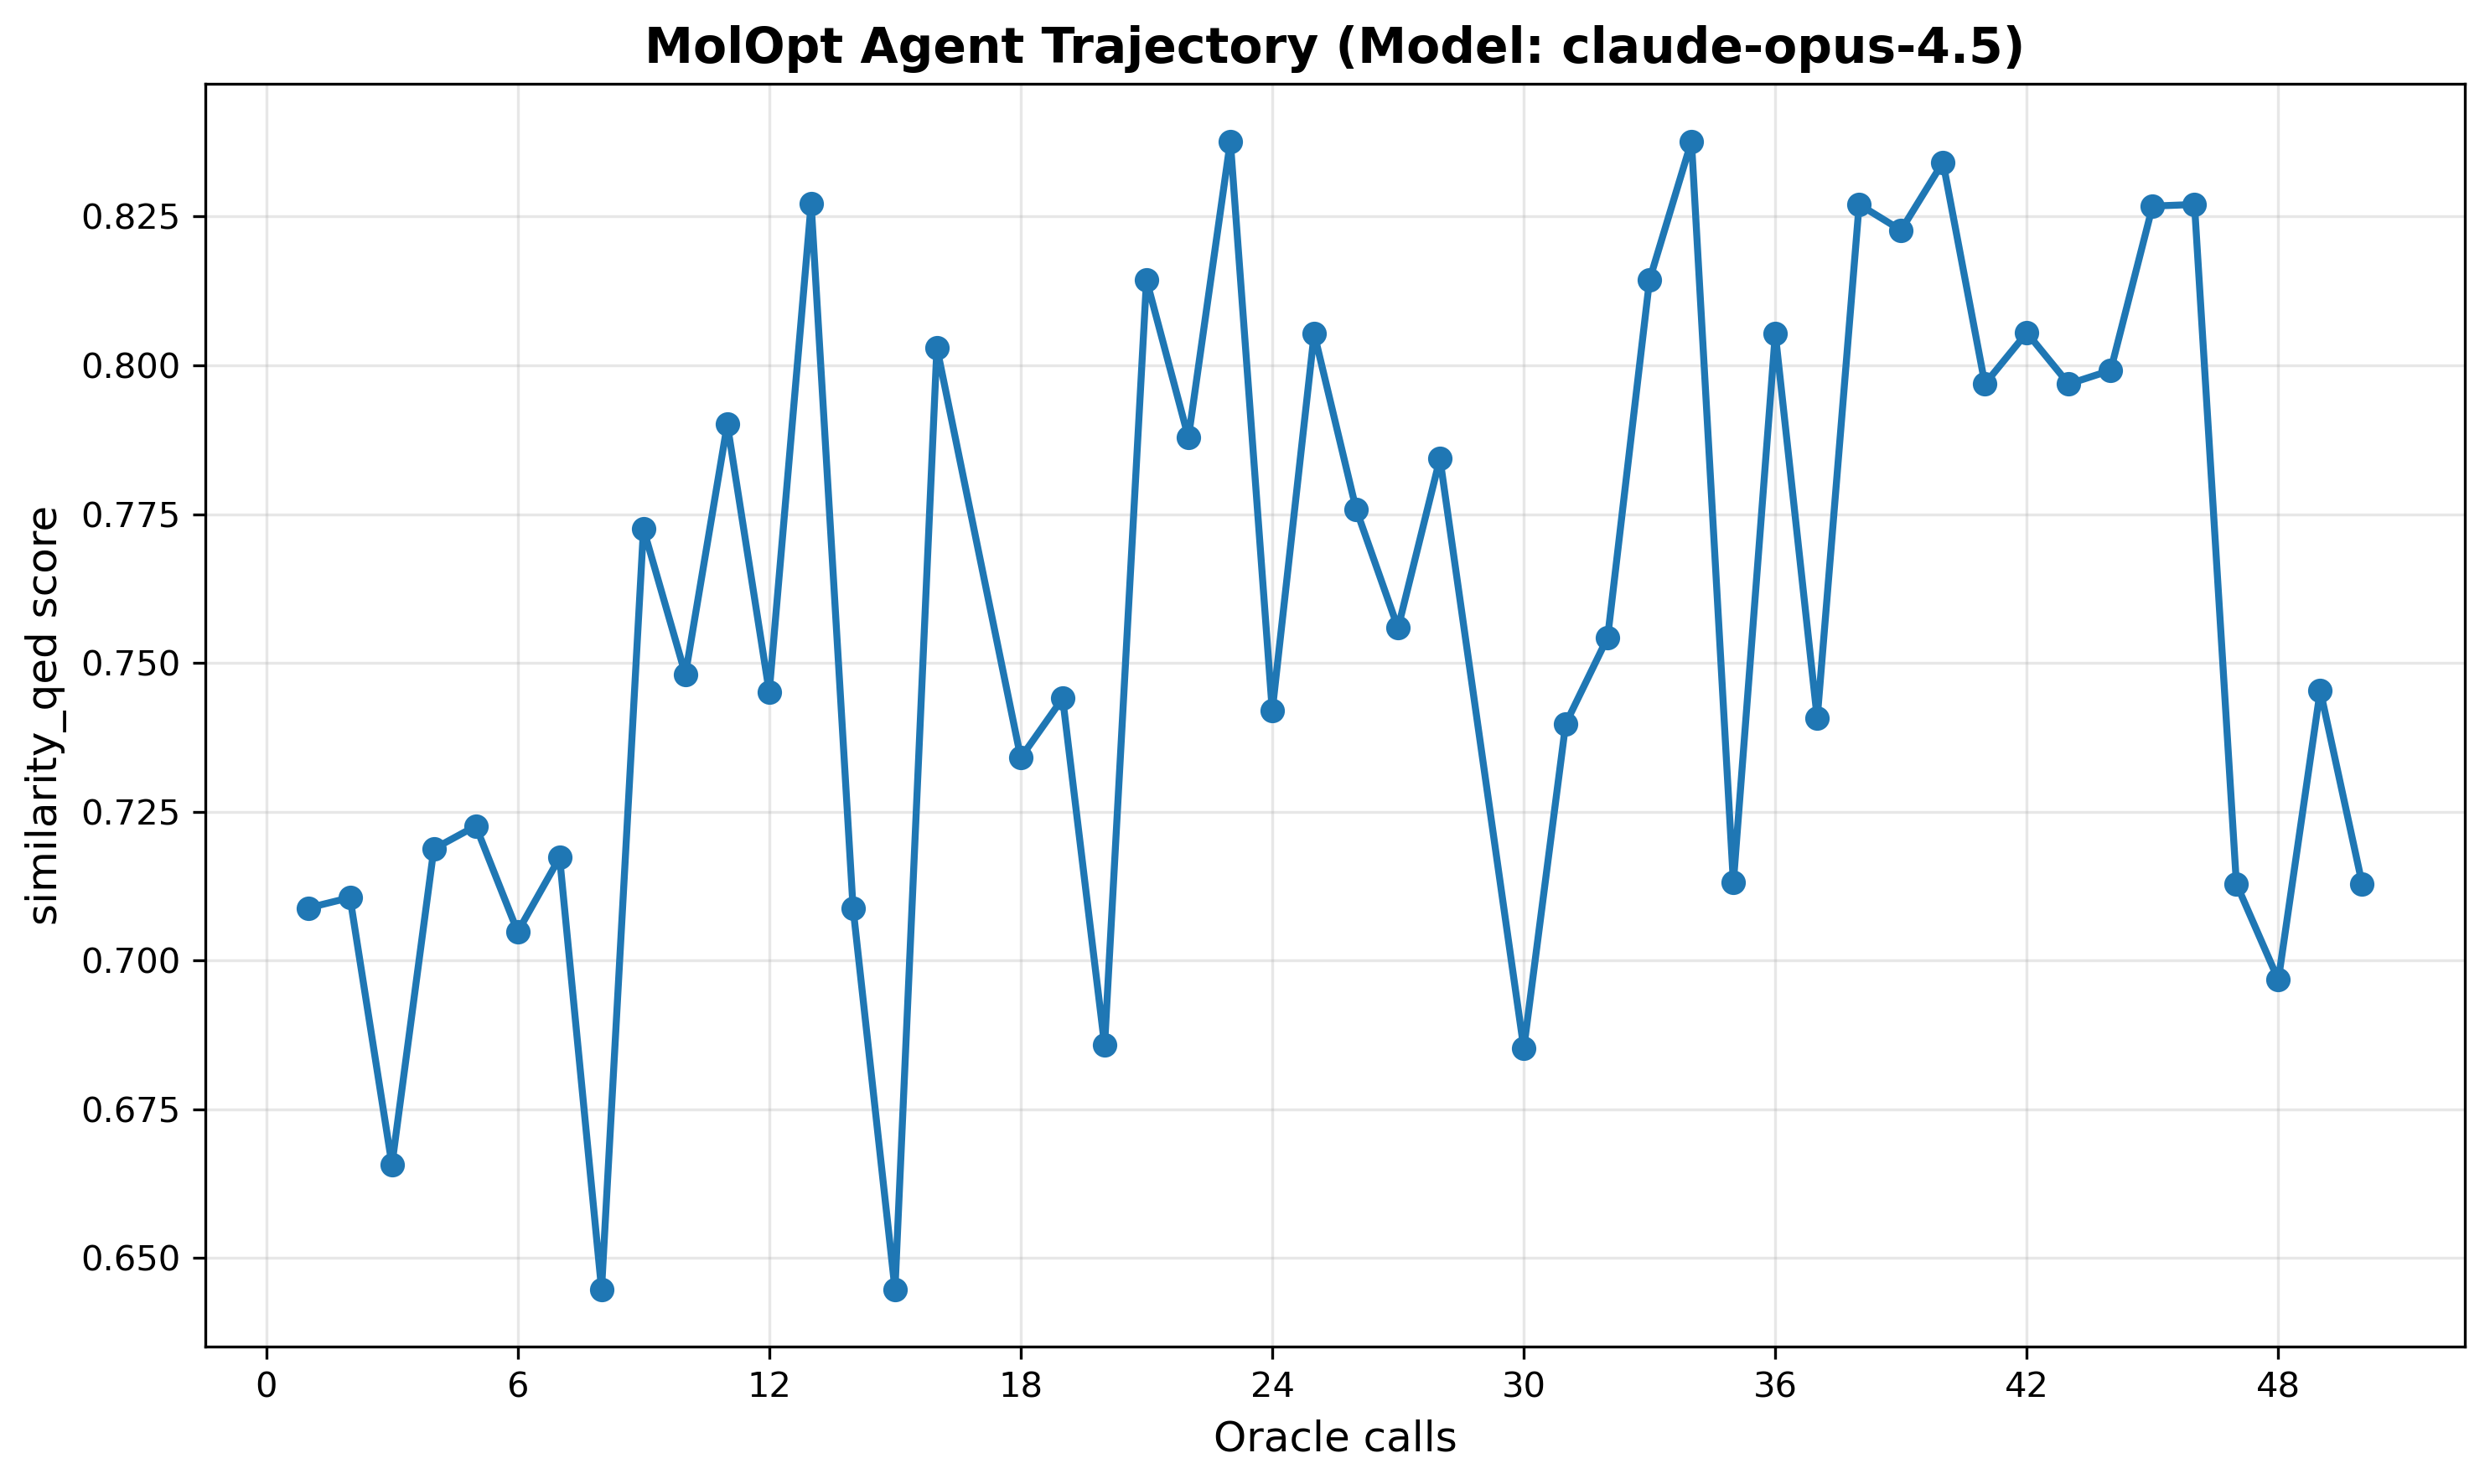 MolOpt Agent Trajectory (Model: claude-opus-4.5)
similarity_qed score
0.825
0.800
0.775
0.750
0.725
0.700
0.675
0.650
0 6 12 18 24 30 36 42 48
Oracle calls